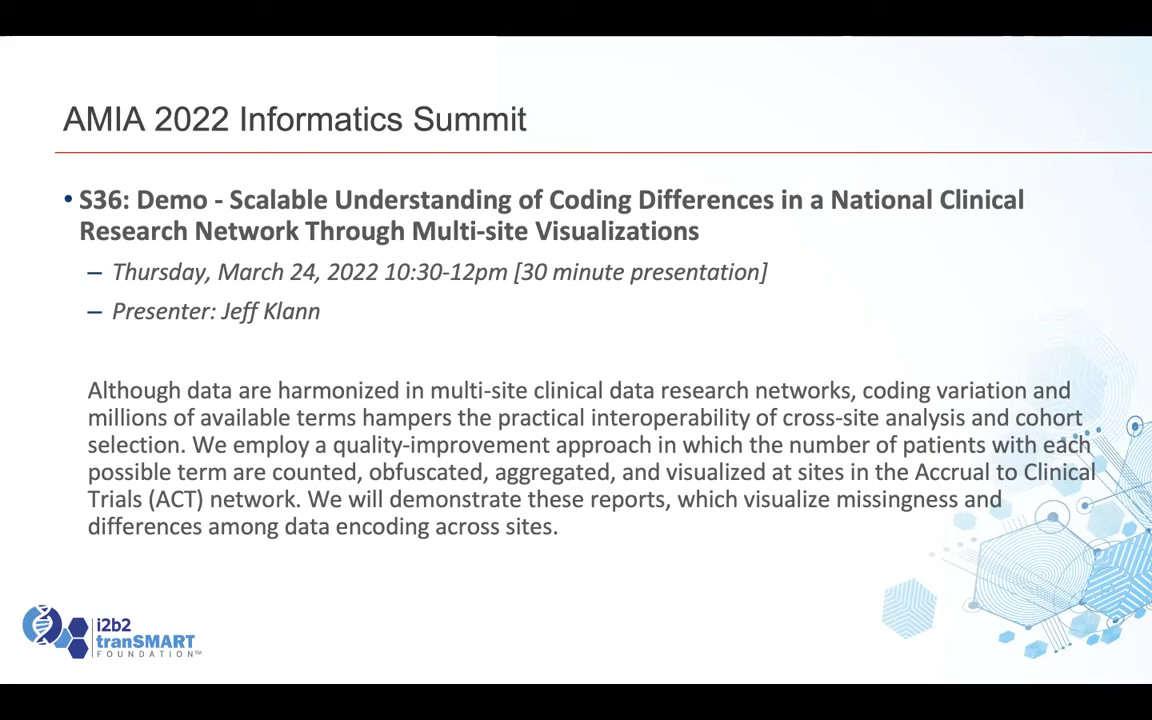 AMIA 2022 Informatics Summit
• S36: Demo - Scalable Understanding of Coding Differences in a National Clinical
Research Network Through Multi-site Visualizations
– Thursday, March 24, 2022 10:30-12pm [30 minute presentation]
– Presenter: Jeff Klann
Although data are harmonized in multi-site clinical data research networks, coding variation and
millions of available terms hampers the practical interoperability of cross-site analysis and cohort
selection. We employ a quality-improvement approach in which the number of patients with each
possible term are counted, obfuscated, aggregated, and visualized at sites in the Accrual to Clinical
Trials (ACT) network. We will demonstrate these reports, which visualize missingness and
differences among data encoding across sites.
i2b2
tranSMART
FOUNDATION™